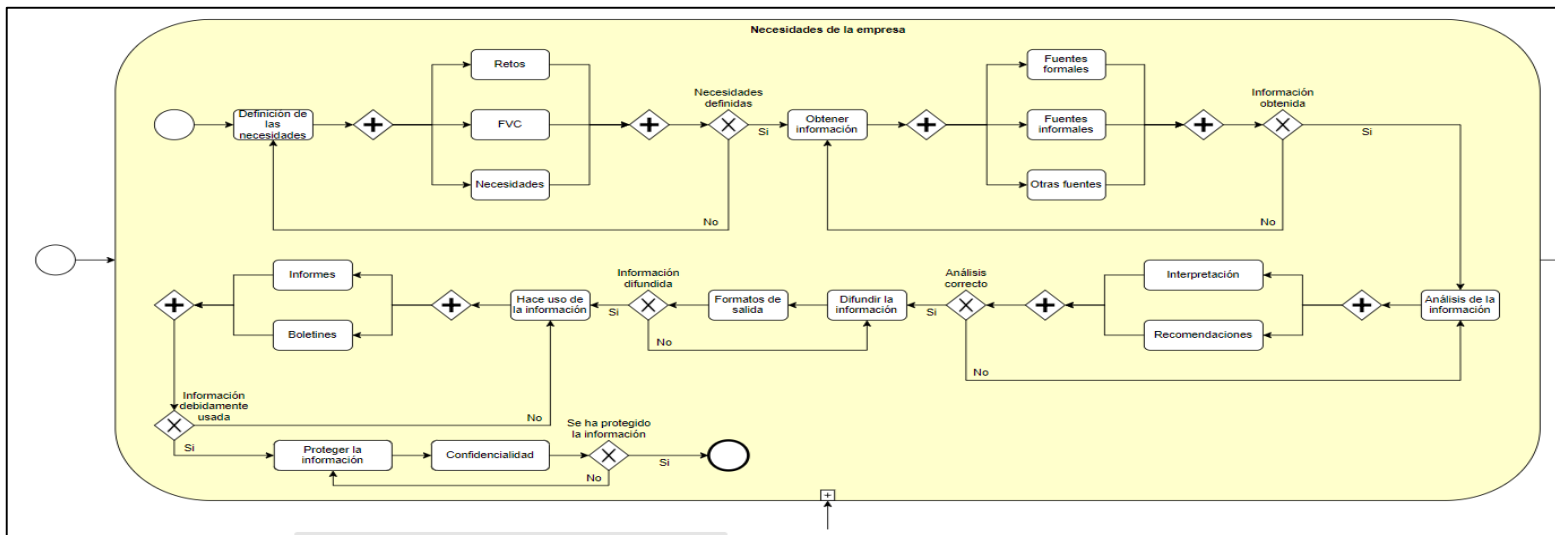 Necesidades de la empresa
Retos
FVC
Necesidades
Definición de
las
necesidades
Necesidades
definidas
Si
No
Obtener
información
Fuentes
formales
Fuentes
informales
Otras fuentes
Información
obtenida
Si
No
Análisis de la
información
Interpretación
Recomendaciones
Análisis
correcto
Si
No
Difundir la
información
Formatos de
salida
Información
difundida
Si
No
Hace uso de
la información
Informes
Boletines
Información
debidamente
usada
No
Si
Proteger la
información
Confidencialidad
Se ha protegido
la información
Si
No